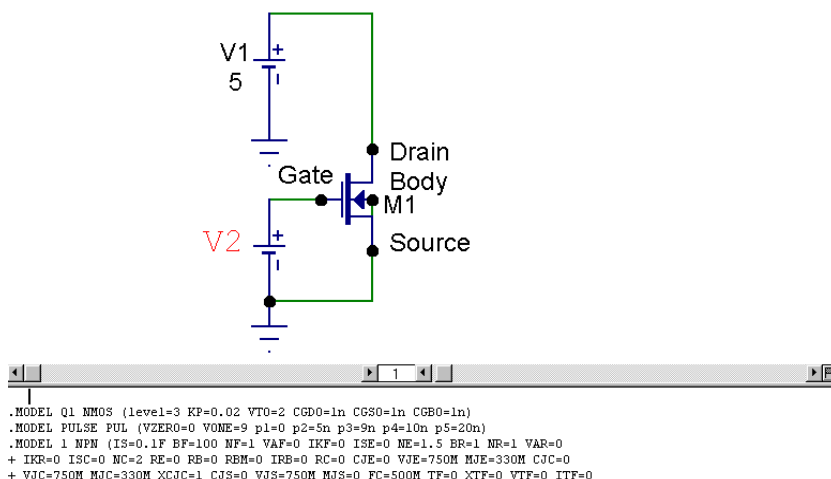 V1
5
Drain
Gate
Body
M1
V2
Source
1
.MODEL Q1 NMOS (level=3 KP=0.02 VTO=2 CGDO=1n CGSO=1n CGBO=1n)
.MODEL PULSE PUL (VZERO=0 VONE=9 p1=0 p2=5n p3=9n p4=10n p5=20n)
.MODEL 1 NPN (IS=0.1F BF=100 NF=1 VAF=0 IKF=0 ISE=0 NE=1.5 BR=1 NR=1 VAR=0
+ IKR=0 ISC=0 NC=2 RE=0 RB=0 RBM=0 IRB=0 RC=0 CJE=0 VJE=750M MJE=330M CJC=0
+ VJC=750M MJC=330M XCJC=1 CJS=0 VJS=750M MJS=0 FC=500M TF=0 XTF=0 VTF=0 ITF=0